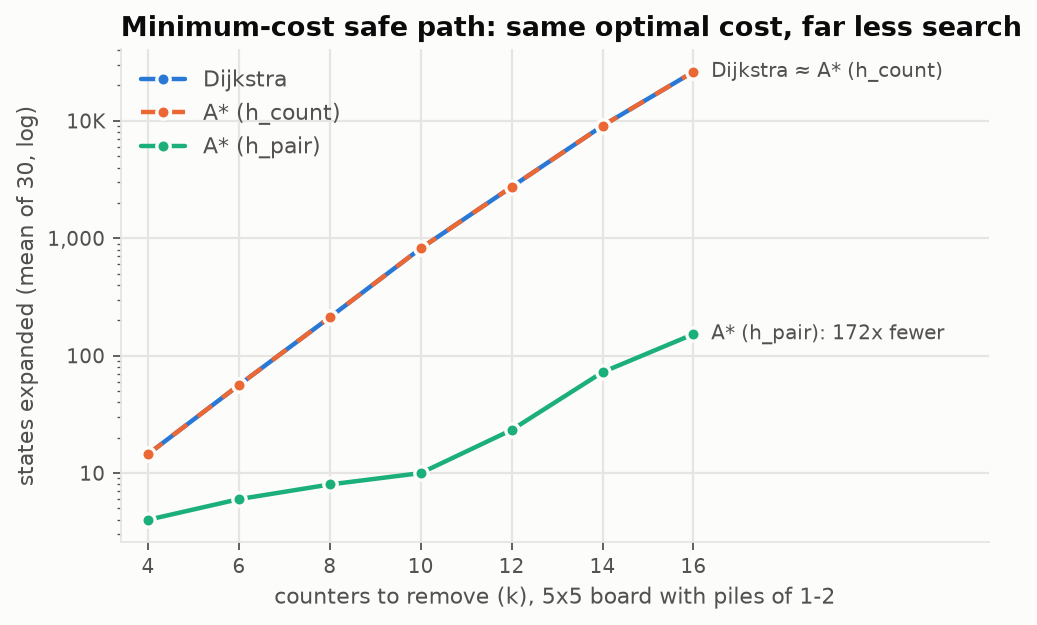 Minimum-cost safe path: same optimal cost, far less search
Dijkstra
A* (h_count)
A* (h_pair)
Dijkstra ≈ A* (h_count)
A* (h_pair): 172x fewer
states expanded (mean of 30, log)
10K
1,000
100
10
4 6 8 10 12 14 16
counters to remove (k), 5x5 board with piles of 1-2